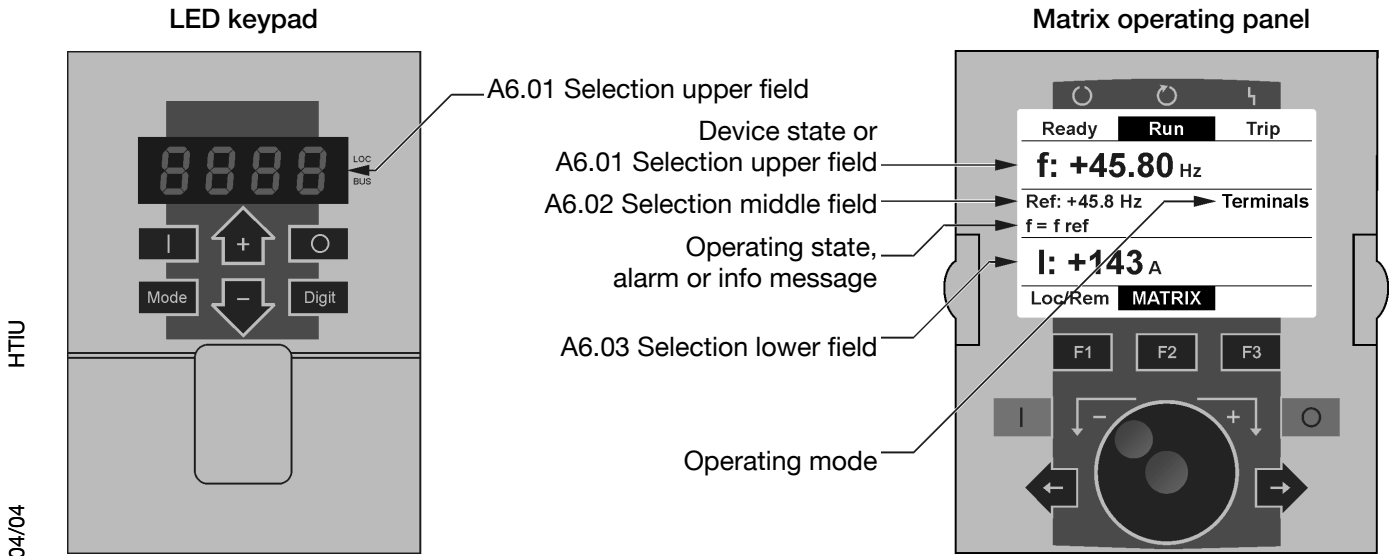 LED keypad
Matrix operating panel
A6.01 Selection upper field
8888
LOC
BUS
I
+
O
Mode
−
Digit
Device state or
A6.01 Selection upper field
A6.02 Selection middle field
Operating state,
alarm or info message
A6.03 Selection lower field
Operating mode
Ready Run Trip
f: +45.80 Hz
Ref: +45.8 Hz Terminals
f = f ref
I: +143 A
Loc/Rem MATRIX
F1 F2 F3
I − + O
← →
HTIU
04/04